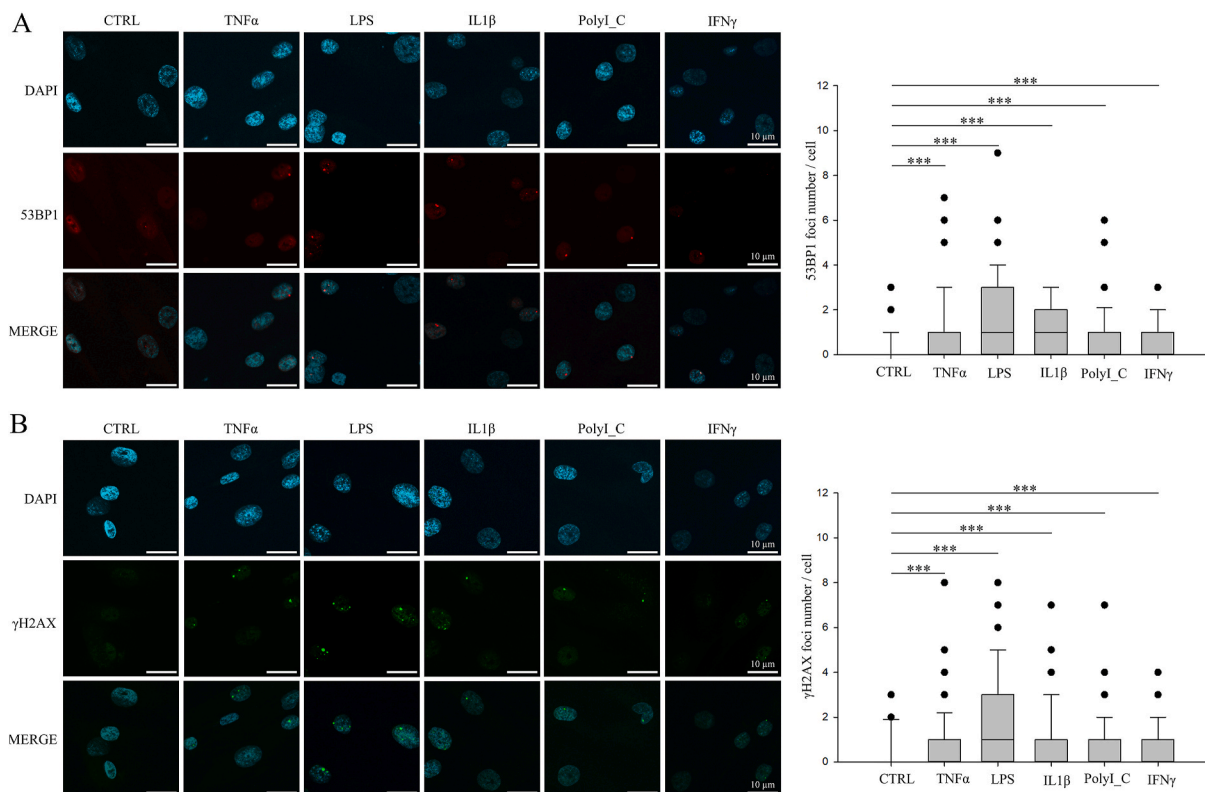 A
CTRL TNFα LPS IL1β PolyI_C IFNγ
DAPI
10 μm
53BP1
10 μm
MERGE
10 μm
53BP1 foci number / cell
12
10
8
6
4
2
0
***
***
***
***
***
CTRL TNFα LPS IL1β PolyI_C IFNγ
B
CTRL TNFα LPS IL1β PolyI_C IFNγ
DAPI
10 μm
γH2AX
10 μm
MERGE
10 μm
γH2AX foci number / cell
12
10
8
6
4
2
0
***
***
***
***
***
CTRL TNFα LPS IL1β PolyI_C IFNγ